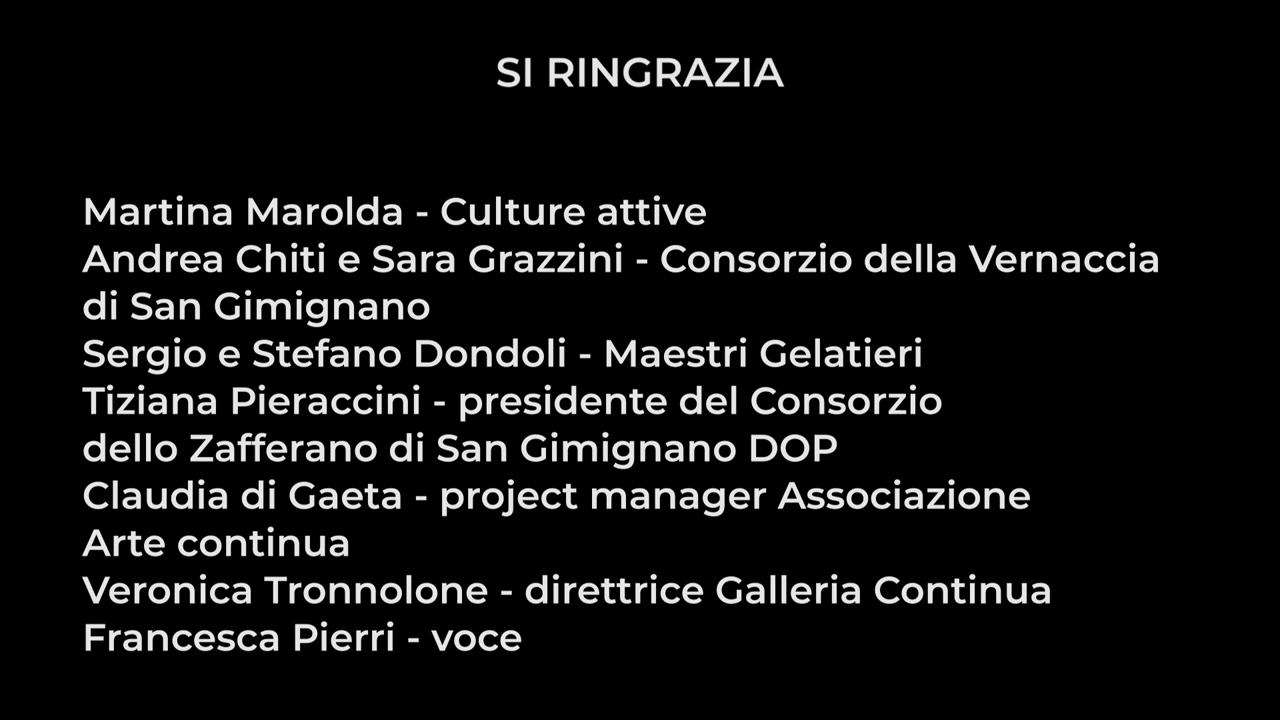 SI RINGRAZIA
Martina Marolda - Culture attive
Andrea Chiti e Sara Grazzini - Consorzio della Vernaccia
di San Gimignano
Sergio e Stefano Dondoli - Maestri Gelatieri
Tiziana Pieraccini - presidente del Consorzio
dello Zafferano di San Gimignano DOP
Claudia di Gaeta - project manager Associazione
Arte continua
Veronica Tronnolone - direttrice Galleria Continua
Francesca Pierri - voce